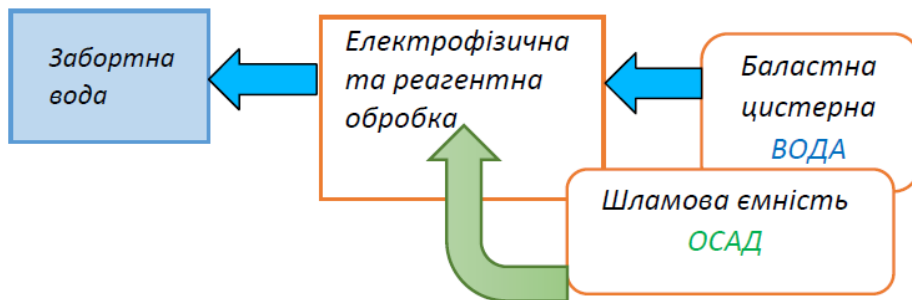 Забортна
вода
Електрофізична
та реагентна
обробка
Баластна
цистерна
ВОДА
Шламова ємність
ОСАД